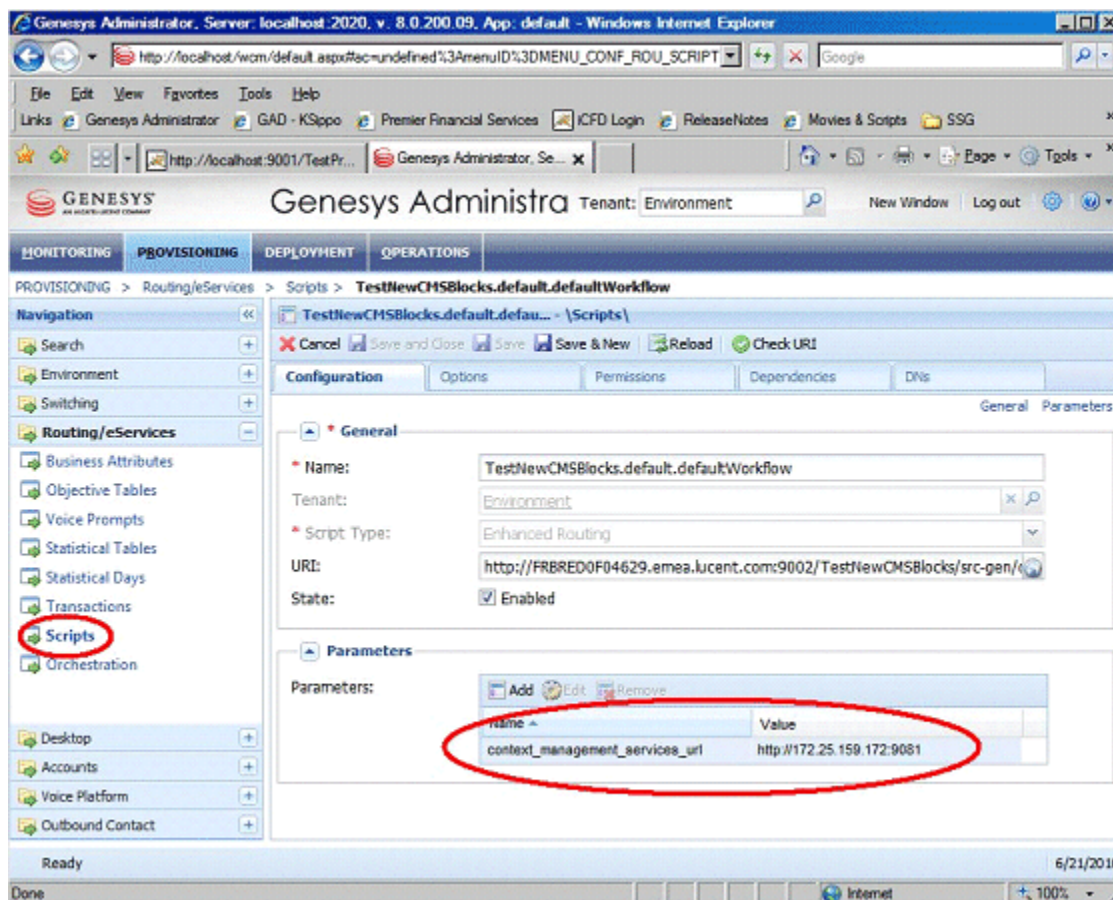 Genesys Administrator, Server: localhost:2020, v. 8.0.200.09, App: default - Windows Internet Explorer
http://localhost/wcm/default.aspx#ac=undefined%3AmenuID%3DMENU_CONF_ROU_SCRIPT
Google
File Edit View Favorites Tools Help
Links Genesys Administrator GAD - KSippo Premier Financial Services ICFD Login ReleaseNotes Movies & Scripts SSG
http://localhost:9001/TestPr... Genesys Administrator, Se... Page Tools
GENESYS
AN ALCATEL-LUCENT COMPANY
Genesys Administra Tenant: Environment New Window Log out
MONITORING PROVISIONING DEPLOYMENT OPERATIONS
PROVISIONING > Routing/eServices > Scripts > TestNewCMSBlocks.default.defaultWorkflow
Navigation
TestNewCMSBlocks.default.defau... - \Scripts\
Search
Cancel Save and Close Save Save & New Reload Check URI
Environment
Configuration Options Permissions Dependencies DNs
Switching
General Parameters
Routing/eServices
* General
Business Attributes
* Name: TestNewCMSBlocks.default.defaultWorkflow
Objective Tables
Tenant: Environment
Voice Prompts
* Script Type: Enhanced Routing
Statistical Tables
URI: http://FRBRED0F04629.emea.lucent.com:9002/TestNewCMSBlocks/src-gen/
Statistical Days
State: Enabled
Transactions
Scripts
Parameters
Orchestration
Parameters: Add Edit Remove
Name Value
context_management_services_url http://172.25.159.172:9081
Desktop
Accounts
Voice Platform
Outbound Contact
Ready 6/21/201
Done Internet 100%